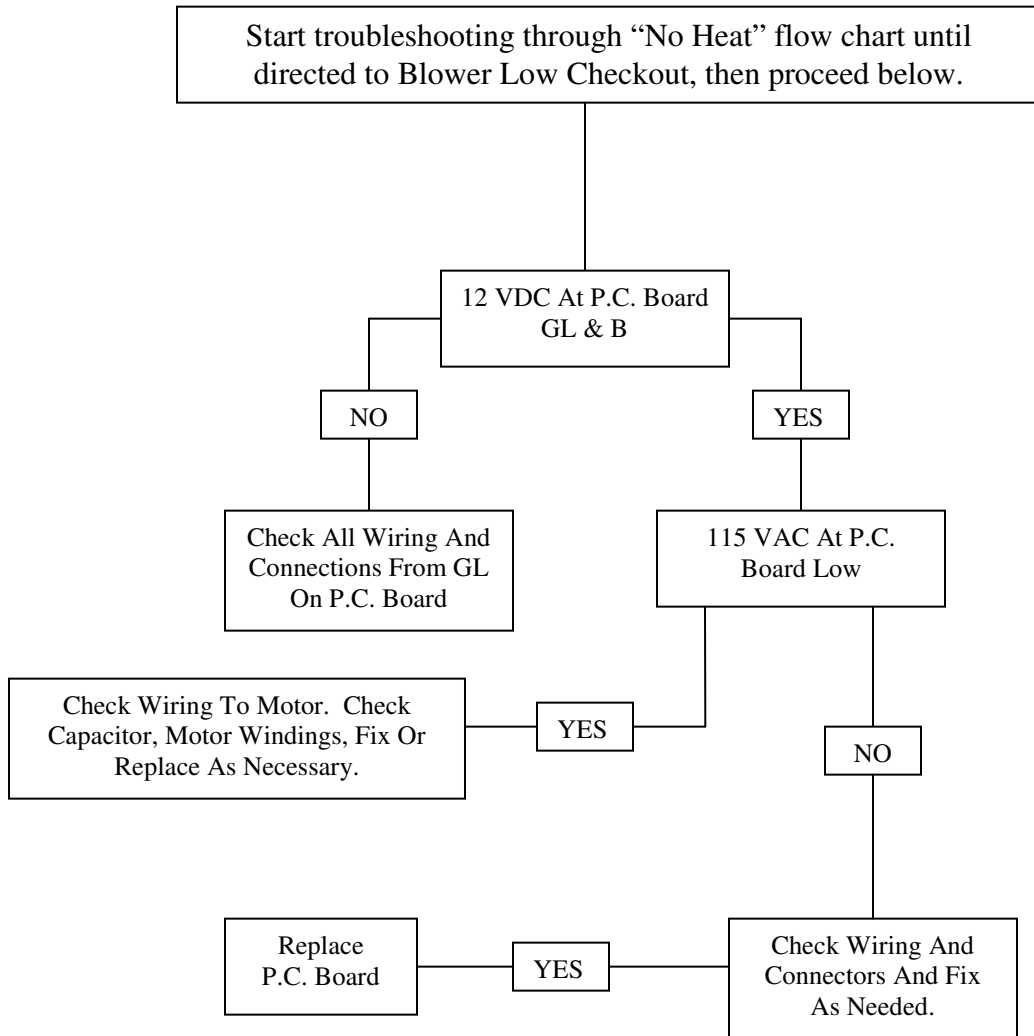 Start troubleshooting through “No Heat” flow chart until
directed to Blower Low Checkout, then proceed below.
12 VDC At P.C. Board
GL & B
NO
YES
Check All Wiring And
Connections From GL
On P.C. Board
115 VAC At P.C.
Board Low
Check Wiring To Motor.  Check
Capacitor, Motor Windings, Fix Or
Replace As Necessary.
YES
NO
Replace
P.C. Board
YES
Check Wiring And
Connectors And Fix
As Needed.